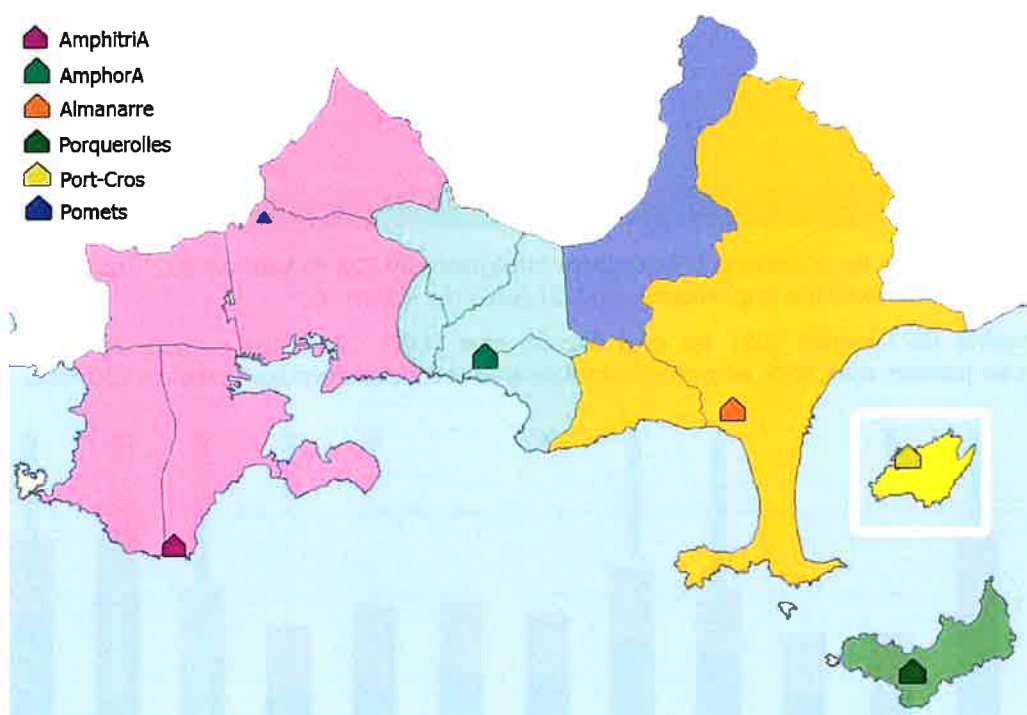 AmphitriA
AmphorA
Almanarre
Porquerolles
Port-Cros
Pomets